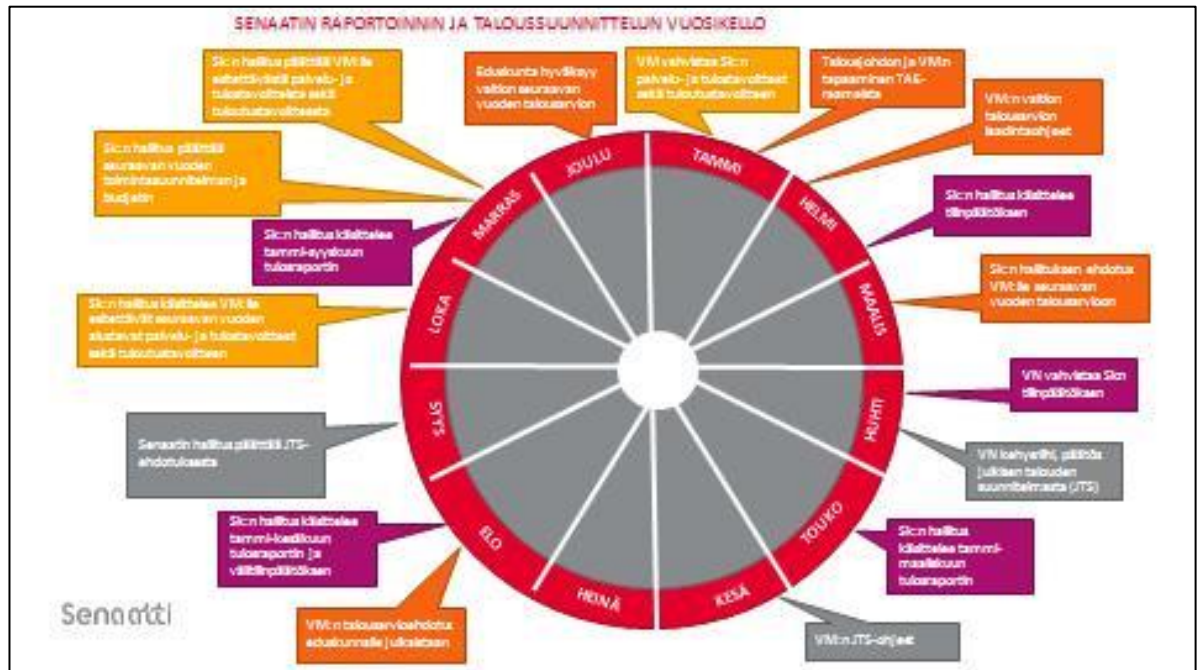 SENAATIN RAPORTOINNIN JA TALOUSSUUNNITTELUN VUOSIKELLO
Sk:n hallitus päättää VM:lle
esitettävistä palvelu- ja
tulostavoitteista sekä
tuloutustavoitteesta
Eduskunta hyväksyy
valtion seuraavan
vuoden talousarvion
VM vahvistaa Sk:n
palvelu- ja tulostavoitteet
sekä tuloutustavoitteen
Talousjohdon ja VM:n
tapaaminen TAE-
raameista
VM:n valtion
talousarvion
laadintaohjeet
Sk:n hallitus päättää
seuraavan vuoden
toimintasuunnitelman ja
budjetin
Sk:n hallitus käsittelee
tilinpäätöksen
Sk:n hallitus käsittelee
tammi-syyskuun
tulosraportin
Sk:n hallituksen ehdotus
VM:lle seuraavan
vuoden talousarvioon
Sk:n hallitus käsittelee VM:lle
esitettävät seuraavan vuoden
alustavat palvelu- ja tulostavoitteet
sekä tuloutustavoitteen
VN vahvistaa Skn
tilinpäätöksen
Senaatin hallitus päättää JTS-
ehdotuksesta
VN kehysriihi, päätös
julkisen talouden
suunnitelmasta (JTS)
Sk:n hallitus käsittelee
tammi-kesäkuun
tulosraportin ja
välitilinpäätöksen
Sk:n hallitus
käsittelee tammi-
maaliskuun
tulosraportin
VM:n talousarvioehdotus
eduskunnalle julkaistaan
VM:n JTS-ohjeet
TAMMI
HELMI
MAALIS
HUHTI
TOUKO
KESÄ
HEINÄ
ELO
SYYS
LOKA
MARRAS
JOULU
Senaatti